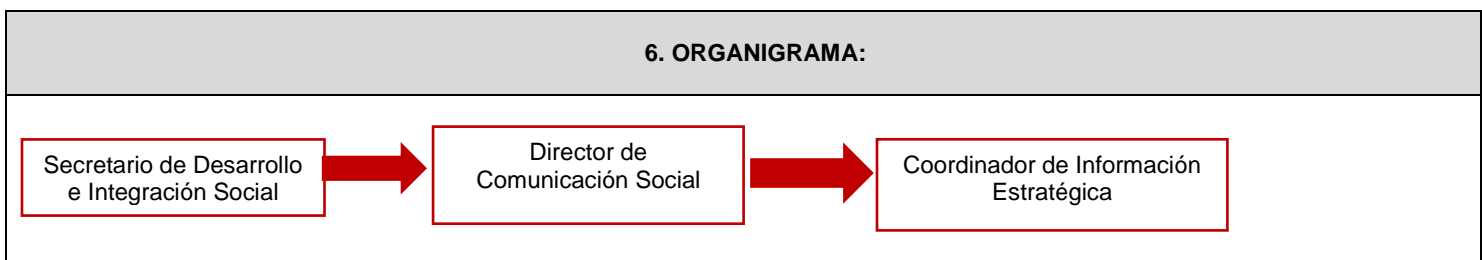 6. ORGANIGRAMA:
Secretario de Desarrollo
e Integración Social
Director de
Comunicación Social
Coordinador de Información
Estratégica